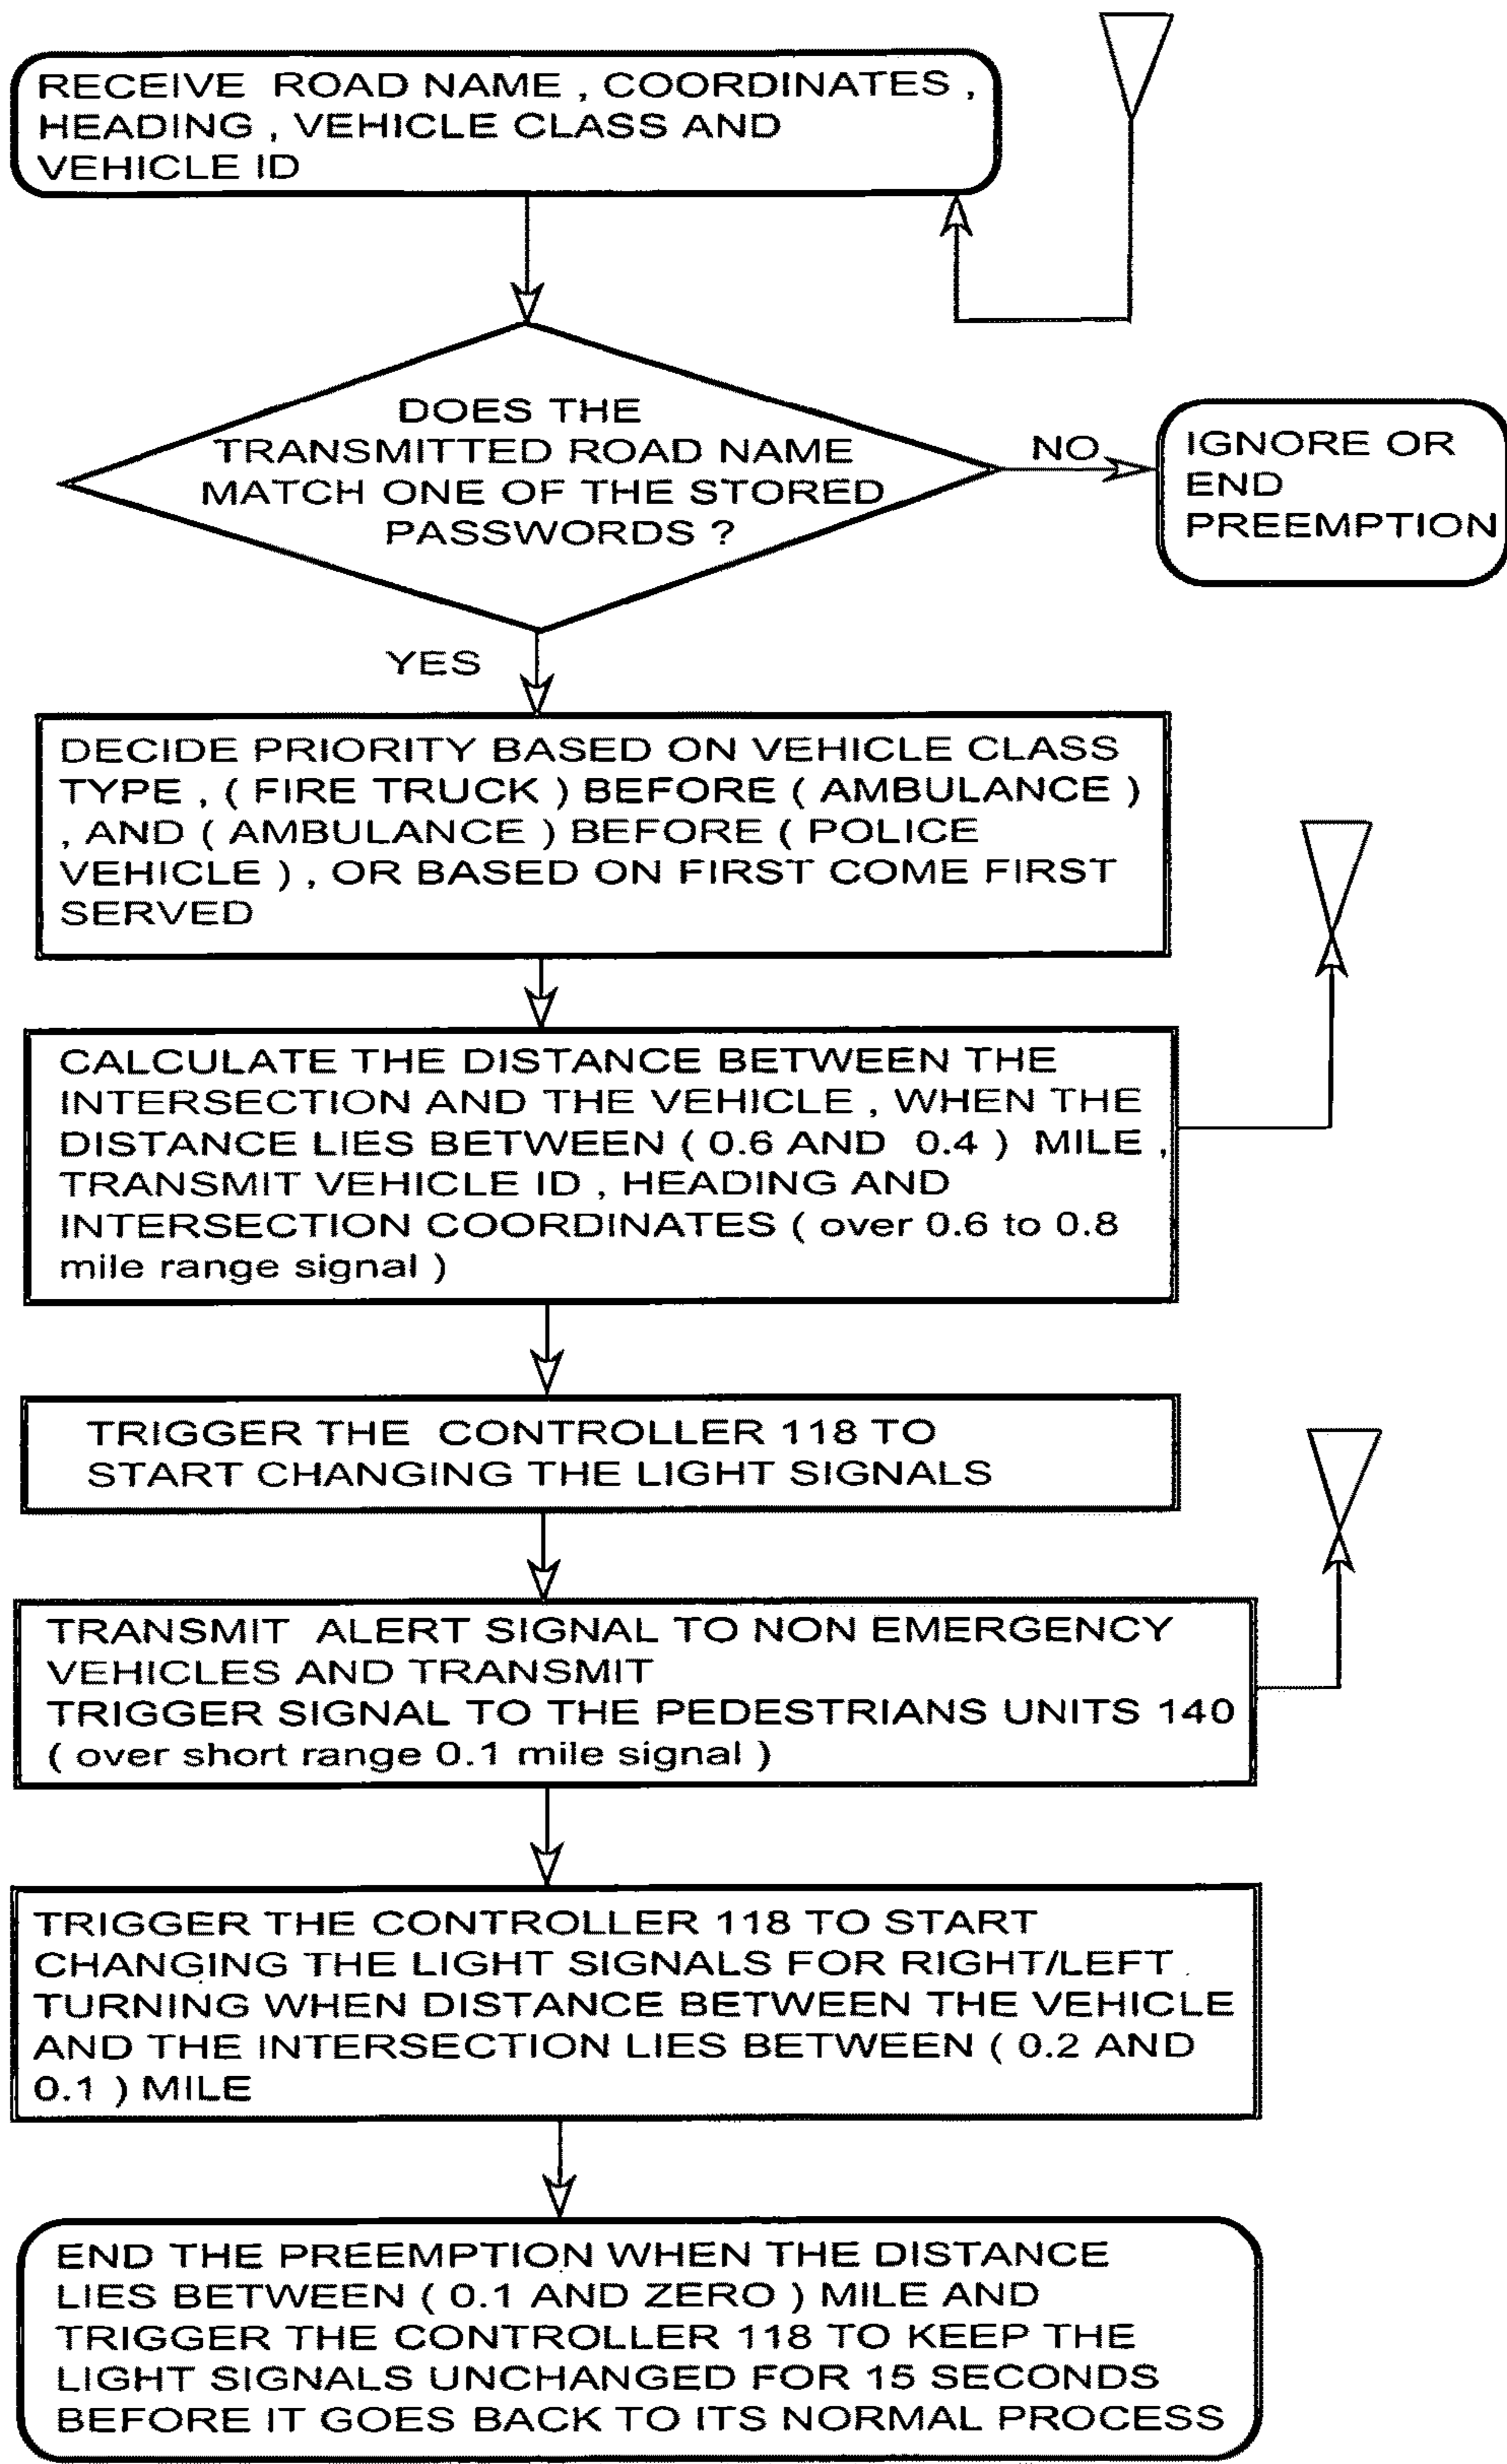 RECEIVE ROAD NAME , COORDINATES ,
HEADING , VEHICLE CLASS AND
VEHICLE ID
DOES THE
TRANSMITTED ROAD NAME
MATCH ONE OF THE STORED
PASSWORDS ?
NO
IGNORE OR
END
PREEMPTION
YES
DECIDE PRIORITY BASED ON VEHICLE CLASS
TYPE , ( FIRE TRUCK ) BEFORE ( AMBULANCE )
, AND ( AMBULANCE ) BEFORE ( POLICE
VEHICLE ) , OR BASED ON FIRST COME FIRST
SERVED
CALCULATE THE DISTANCE BETWEEN THE
INTERSECTION AND THE VEHICLE , WHEN THE
DISTANCE LIES BETWEEN ( 0.6 AND 0.4 ) MILE ,
TRANSMIT VEHICLE ID , HEADING AND
INTERSECTION COORDINATES ( over 0.6 to 0.8
mile range signal )
TRIGGER THE CONTROLLER 118 TO
START CHANGING THE LIGHT SIGNALS
TRANSMIT ALERT SIGNAL TO NON EMERGENCY
VEHICLES AND TRANSMIT
TRIGGER SIGNAL TO THE PEDESTRIANS UNITS 140
( over short range 0.1 mile signal )
TRIGGER THE CONTROLLER 118 TO START
CHANGING THE LIGHT SIGNALS FOR RIGHT/LEFT
TURNING WHEN DISTANCE BETWEEN THE VEHICLE
AND THE INTERSECTION LIES BETWEEN ( 0.2 AND
0.1 ) MILE
END THE PREEMPTION WHEN THE DISTANCE
LIES BETWEEN ( 0.1 AND ZERO ) MILE AND
TRIGGER THE CONTROLLER 118 TO KEEP THE
LIGHT SIGNALS UNCHANGED FOR 15 SECONDS
BEFORE IT GOES BACK TO ITS NORMAL PROCESS